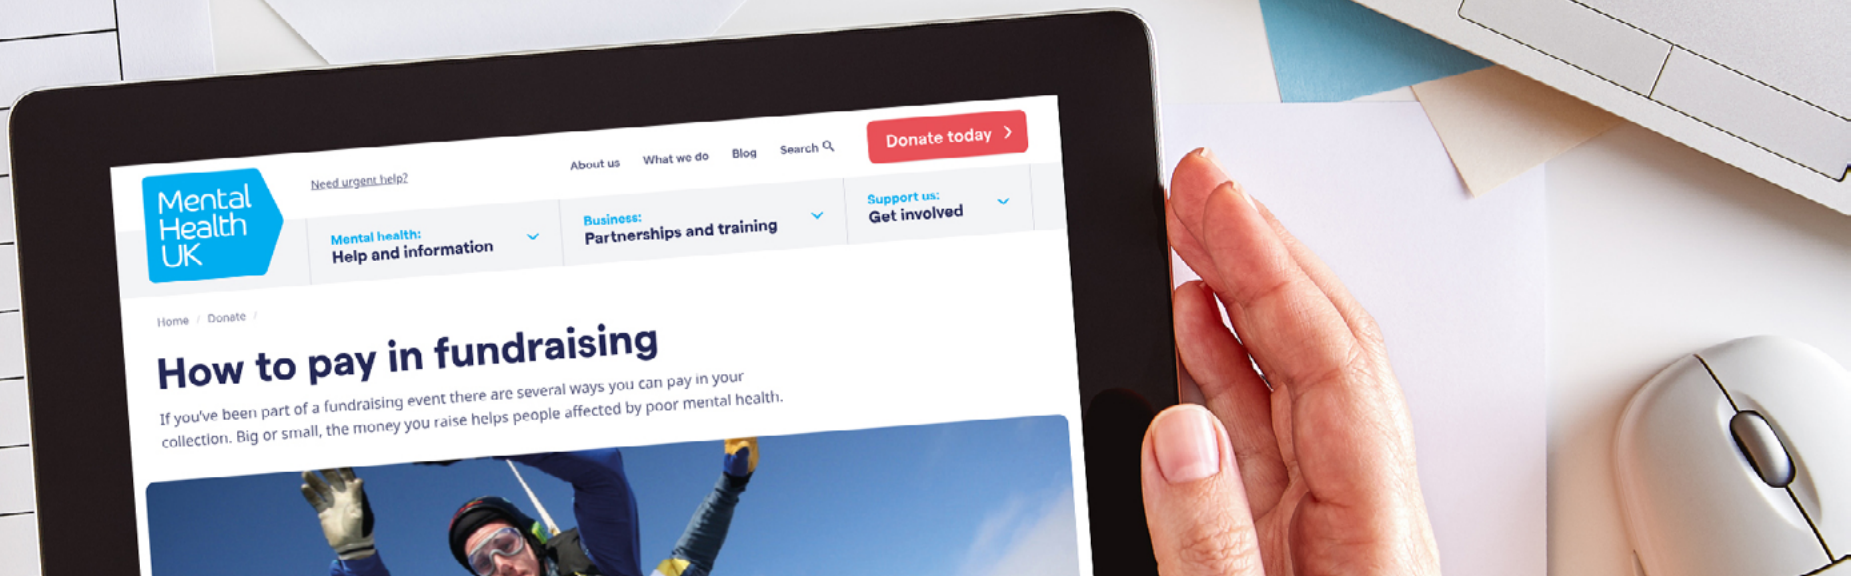 Mental
Health
UK
Need urgent help?
About us
What we do
Blog
Search
Donate today
Mental health:
Help and information
Business:
Partnerships and training
Support us:
Get involved
Home / Donate /
How to pay in fundraising
If you've been part of a fundraising event there are several ways you can pay in your
collection. Big or small, the money you raise helps people affected by poor mental health.